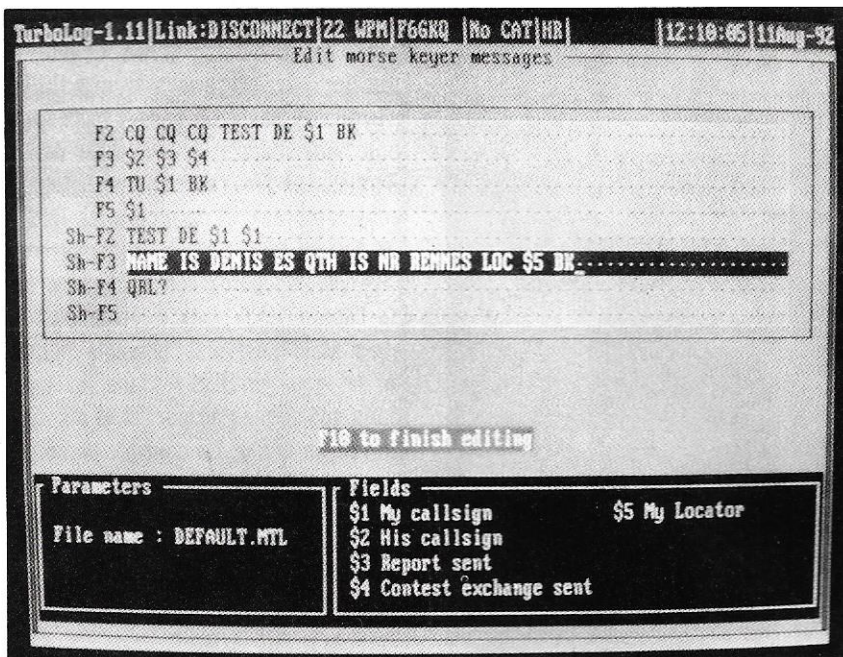 TurboLog-1.11|Link:DISCONNECT|22 WPM|F6GKQ |No CAT|HR| |12:10:05|11Aug-92
Edit morse keyer messages
F2 CQ CQ CQ TEST DE $1 BK
F3 $2 $3 $4
F4 TU $1 BK
F5 $1
Sh-F2 TEST DE $1 $1
Sh-F3 NAME IS DENIS ES QTH IS NR RENNES LOC $5 BK
Sh-F4 QRL?
Sh-F5
F10 to finish editing
Parameters
File name : DEFAULT.MTL
Fields
$1 My callsign $5 My Locator
$2 His callsign
$3 Report sent
$4 Contest exchange sent